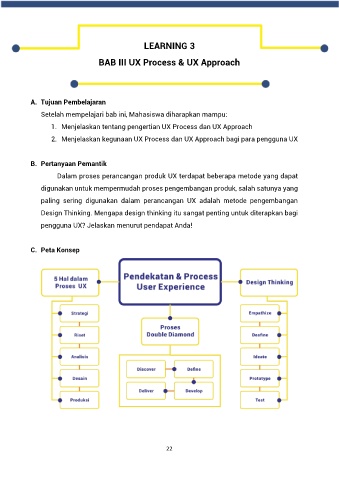 LEARNING 3
BAB III UX Process & UX Approach
A. Tujuan Pembelajaran
Setelah mempelajari bab ini, Mahasiswa diharapkan mampu:
1. Menjelaskan tentang pengertian UX Process dan UX Approach
2. Menjelaskan kegunaan UX Process dan UX Approach bagi para pengguna UX
B. Pertanyaan Pemantik
Dalam proses perancangan produk UX terdapat beberapa metode yang dapat
digunakan untuk mempermudah proses pengembangan produk, salah satunya yang
paling sering digunakan dalam perancangan UX adalah metode pengembangan
Design Thinking. Mengapa design thinking itu sangat penting untuk diterapkan bagi
pengguna UX? Jelaskan menurut pendapat Anda!
C. Peta Konsep
5 Hal dalam
Proses UX
Strategi
Riset
Analisis
Desain
Produksi
Pendekatan & Process
User Experience
Proses
Double Diamond
Discover
Define
Deliver
Develop
Design Thinking
Empathize
Deefine
Ideate
Prototype
Test
22